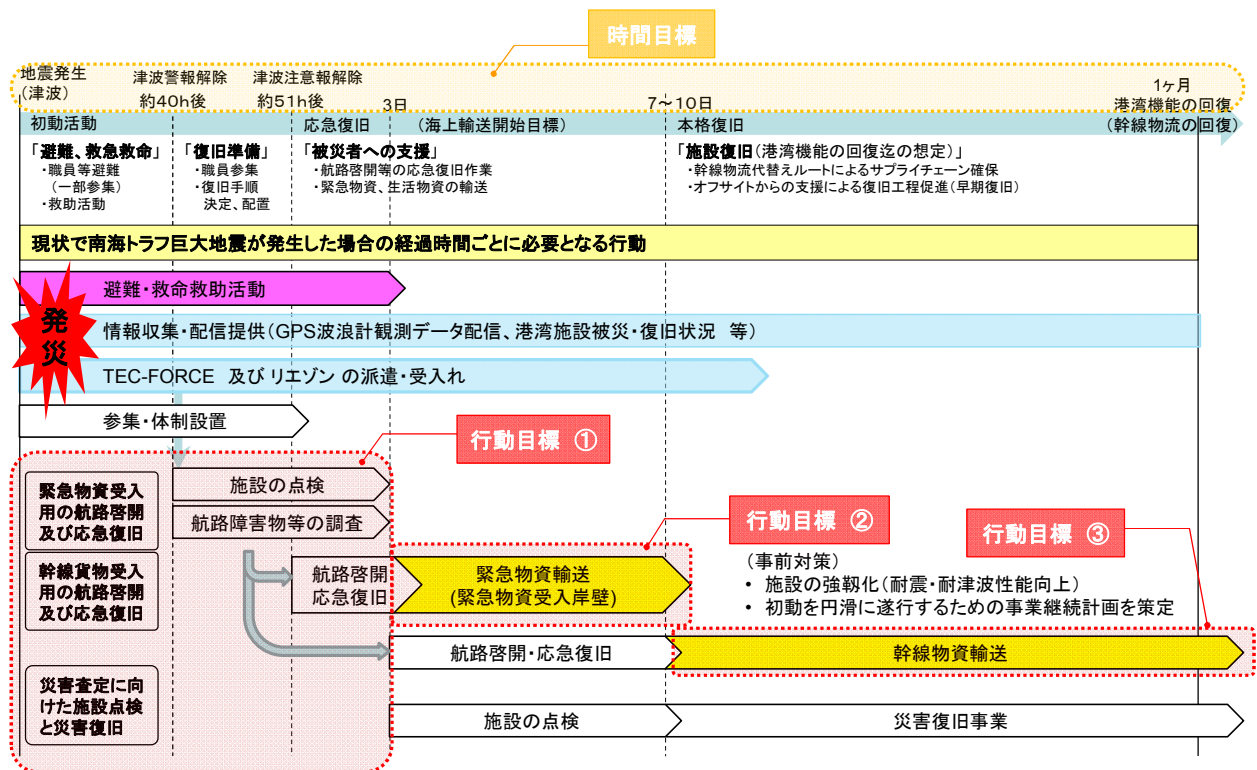 時間目標
地震発生
(津波)
津波警報解除
約40h後
津波注意報解除
約51h後
3日
7～10日
1ヶ月
港湾機能の回復
(幹線物流の回復)
初動活動
応急復旧
(海上輸送開始目標)
本格復旧
「避難、救急救命」
・職員等避難
(一部参集)
・救助活動
「復旧準備」
・職員参集
・復旧手順
決定、配置
「被災者への支援」
・航路啓開等の応急復旧作業
・緊急物資、生活物資の輸送
「施設復旧(港湾機能の回復迄の想定)」
・幹線物流代替えルートによるサプライチェーン確保
・オフサイトからの支援による復旧工程促進(早期復旧)
現状で南海トラフ巨大地震が発生した場合の経過時間ごとに必要となる行動
発
災
避難・救命救助活動
情報収集・配信提供(GPS波浪計観測データ配信、港湾施設被災・復旧状況 等)
TEC-FORCE 及び リエゾン の派遣・受入れ
参集・体制設置
行動目標 ①
緊急物資受入
用の航路啓開
及び応急復旧
施設の点検
航路障害物等の調査
行動目標 ②
行動目標 ③
幹線貨物受入
用の航路啓開
及び応急復旧
航路啓開
応急復旧
緊急物資輸送
(緊急物資受入岸壁)
(事前対策)
• 施設の強靱化(耐震・耐津波性能向上)
• 初動を円滑に遂行するための事業継続計画を策定
航路啓開・応急復旧
幹線物資輸送
災害査定に向
けた施設点検
と災害復旧
施設の点検
災害復旧事業